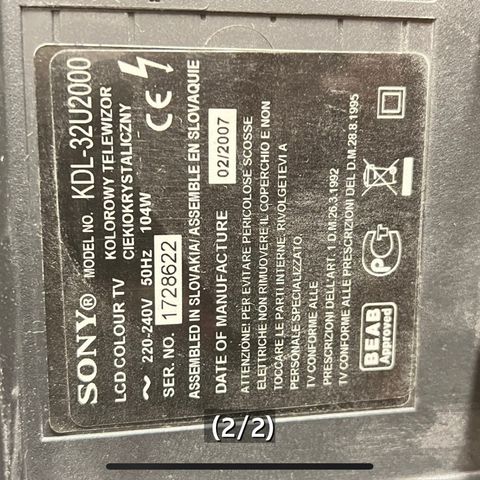 SONY® MODEL NO. KDL-32U2000
LCD COLOUR TV KOLOROWY TELEWIZOR
CIEKŁOKRYSTALICZNY
~ 220-240V 50Hz 104W
CE
SER. NO. 1728622
ASSEMBLED IN SLOVAKIA/ ASSEMBLE EN SLOVAQUIE
DATE OF MANUFACTURE 02/2007
ATTENZIONE: PER EVITARE PERICOLOSE SCOSSE
ELETTRICHE NON RIMUOVERE IL COPERCHIO E NON
TOCCARE LE PARTI INTERNE. RIVOLGETEVI A
PERSONALE SPECIALIZZATO
TV CONFORME ALLE
PRESCRIZIONI DELL'ART. 1 D.M.26.3.1992
TV CONFORME ALLE PRESCRIZIONI DEL D.M.28.8.1995
BEAB
Approved
(2/2)